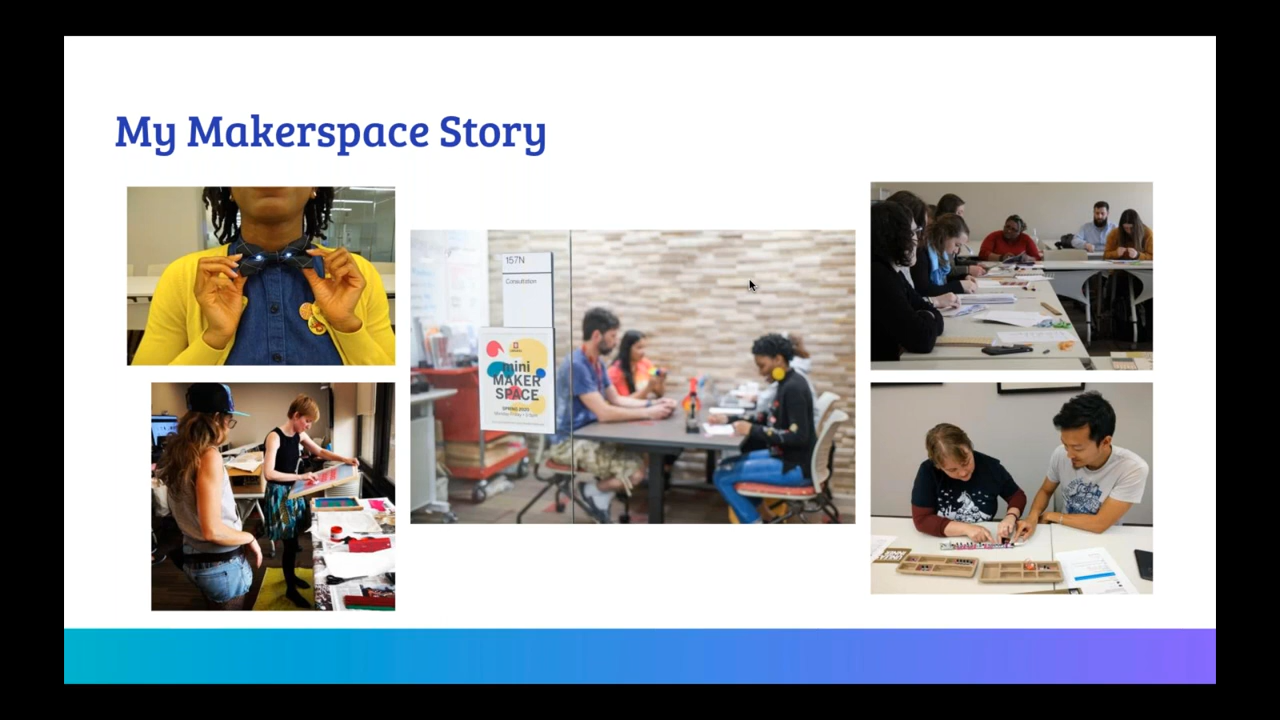 My Makerspace Story
157N
Consultation
mini
MAKER
SPACE
SPRING 2020